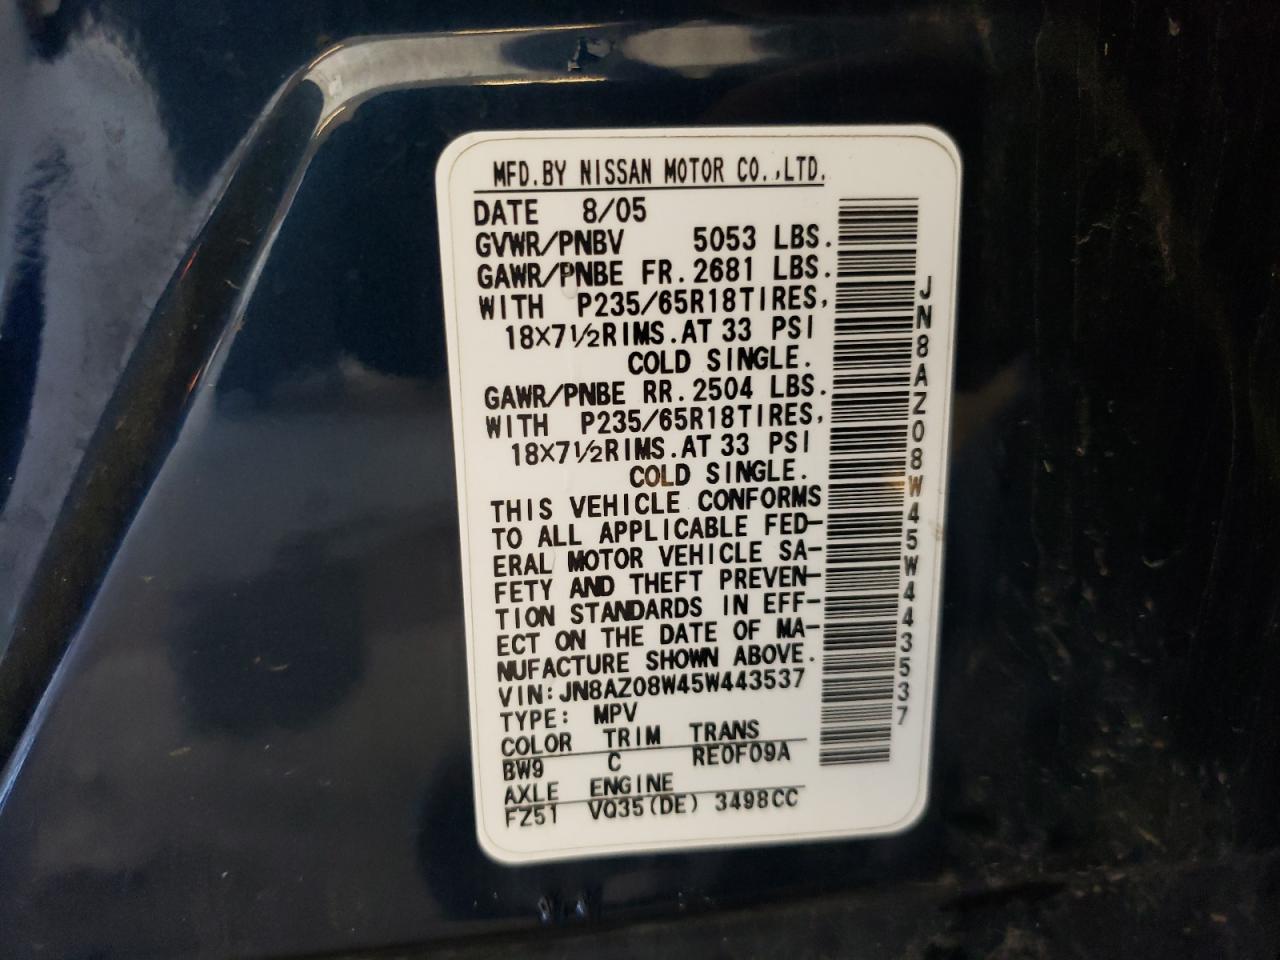 MFD.BY NISSAN MOTOR CO.,LTD.
DATE 8/05
GVWR/PNBV 5053 LBS.
GAWR/PNBE FR.2681 LBS.
WITH P235/65R18TIRES,
18X7½RIMS.AT 33 PSI
COLD SINGLE.
GAWR/PNBE RR.2504 LBS.
WITH P235/65R18TIRES,
18X7½RIMS.AT 33 PSI
COLD SINGLE.
THIS VEHICLE CONFORMS
TO ALL APPLICABLE FED-
ERAL MOTOR VEHICLE SA-
FETY AND THEFT PREVEN-
TION STANDARDS IN EFF-
ECT ON THE DATE OF MA-
NUFACTURE SHOWN ABOVE.
VIN:JN8AZ08W45W443537
TYPE: MPV
COLOR TRIM TRANS
BW9 C RE0F09A
AXLE ENGINE
FZ51 VQ35(DE) 3498CC
JN8AZ08W45W443537